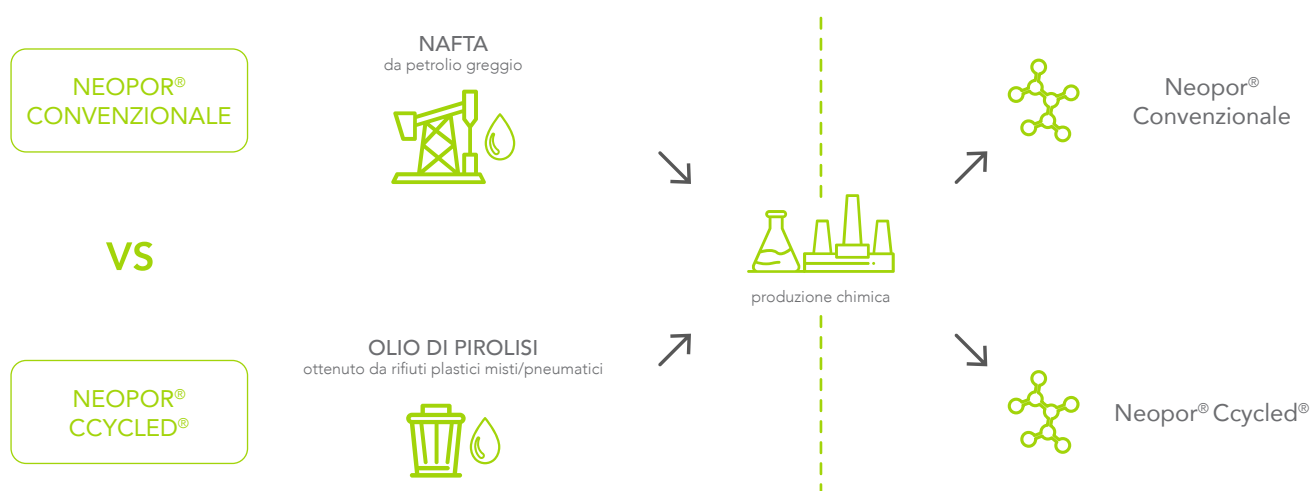 NEOPOR®
CONVENZIONALE
NAFTA
da petrolio greggio
Neopor®
Convenzionale
VS
produzione chimica
NEOPOR®
CCYCLED®
OLIO DI PIROLISI
ottenuto da rifiuti plastici misti/pneumatici
Neopor® Ccycled®